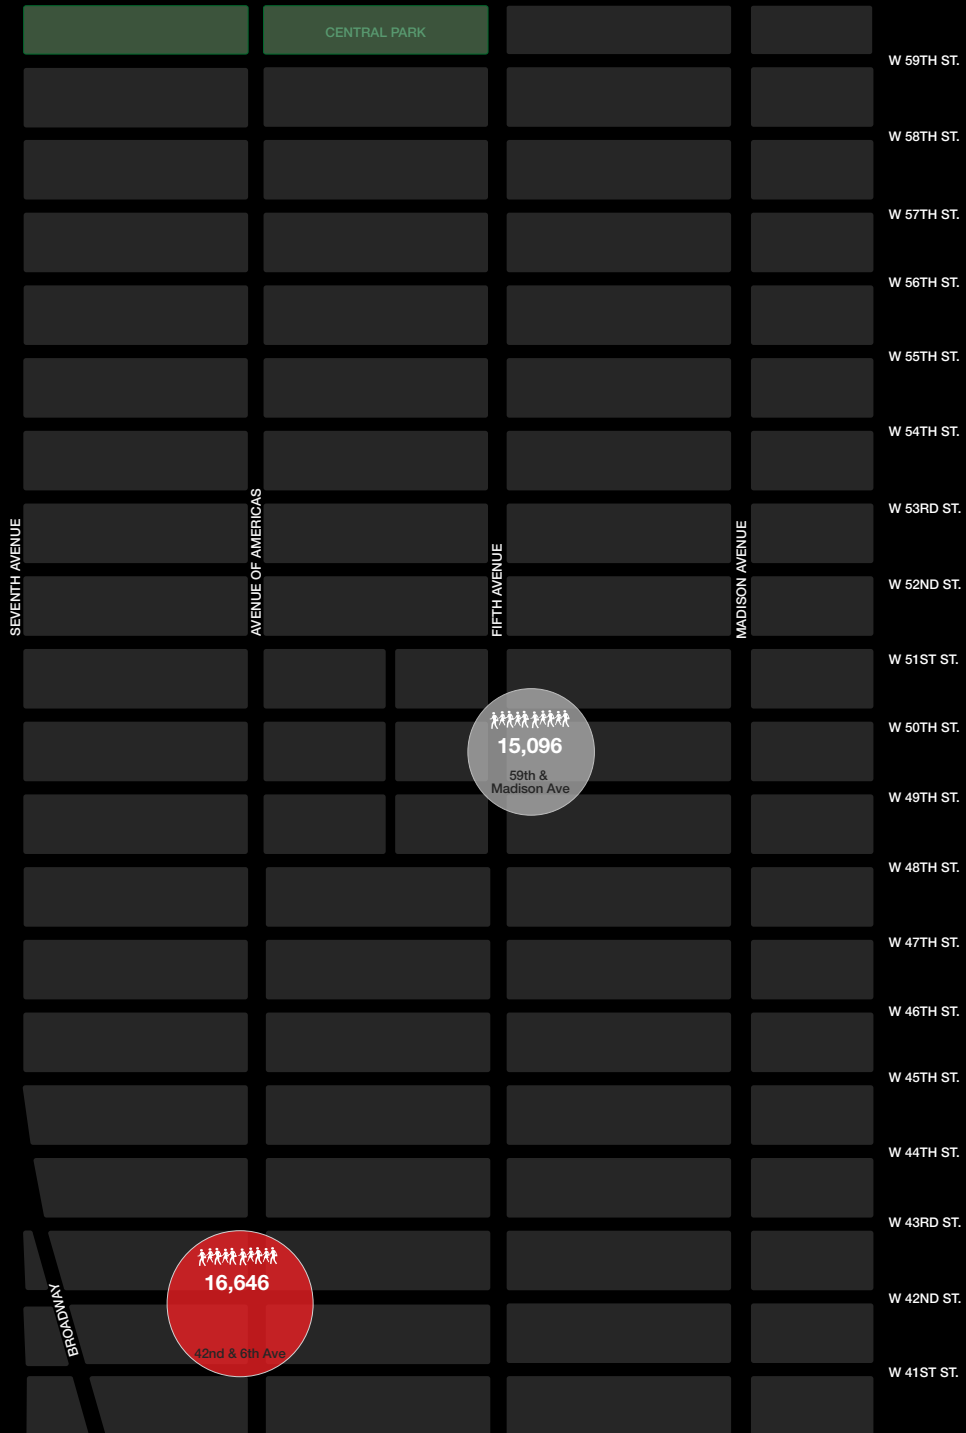 CENTRAL PARK
W 59TH ST.
W 58TH ST.
W 57TH ST.
W 56TH ST.
W 55TH ST.
W 54TH ST.
W 53RD ST.
W 52ND ST.
SEVENTH AVENUE
AVENUE OF AMERICAS
FIFTH AVENUE
MADISON AVENUE
W 51ST ST.
W 50TH ST.
15,096
59th &
Madison Ave
W 49TH ST.
W 48TH ST.
W 47TH ST.
W 46TH ST.
W 45TH ST.
W 44TH ST.
W 43RD ST.
16,646
W 42ND ST.
BROADWAY
42nd & 6th Ave
W 41ST ST.